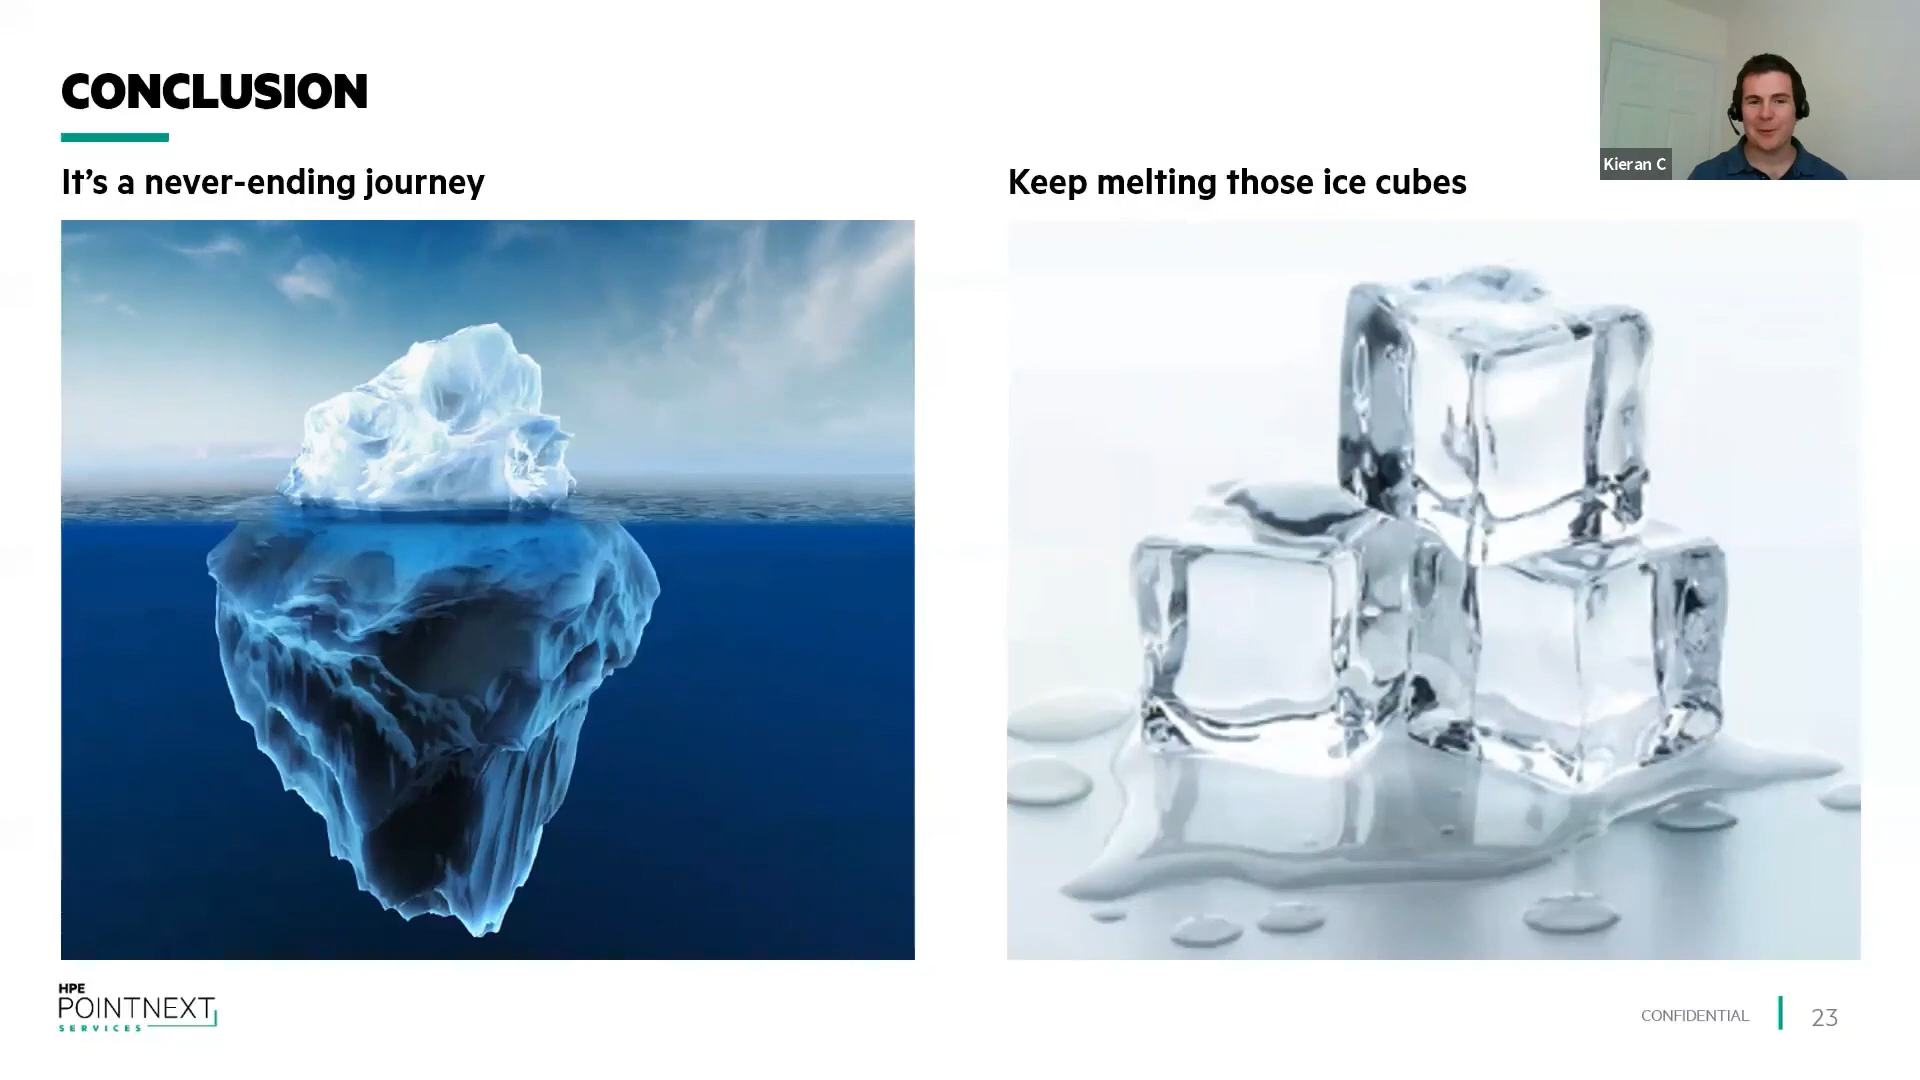 CONCLUSION
It’s a never-ending journey
Keep melting those ice cubes
Kieran C
HPE
POINTNEXT
SERVICES
CONFIDENTIAL
23